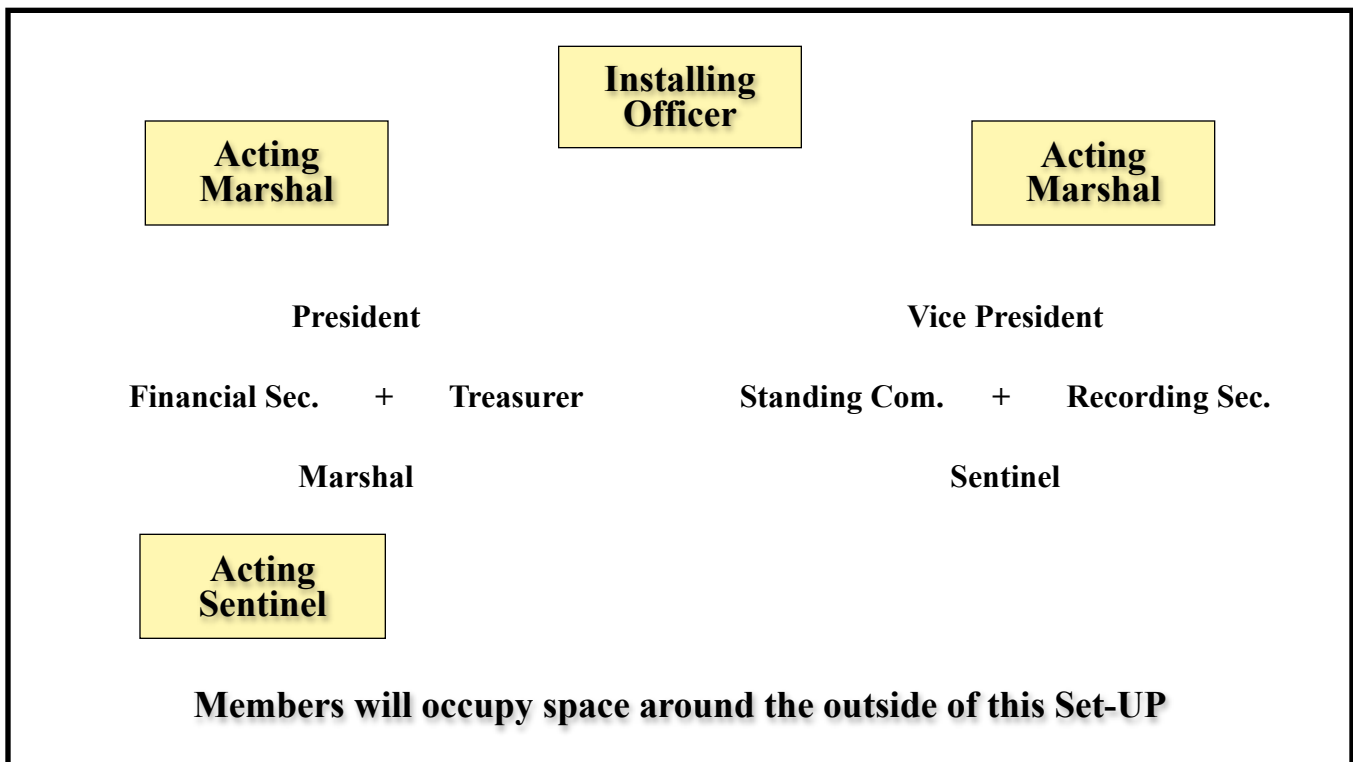 Installing
Officer
Acting
Marshal
Acting
Marshal
President
Vice President
Financial Sec. + Treasurer
Standing Com. + Recording Sec.
Marshal
Sentinel
Acting
Sentinel
Members will occupy space around the outside of this Set-UP